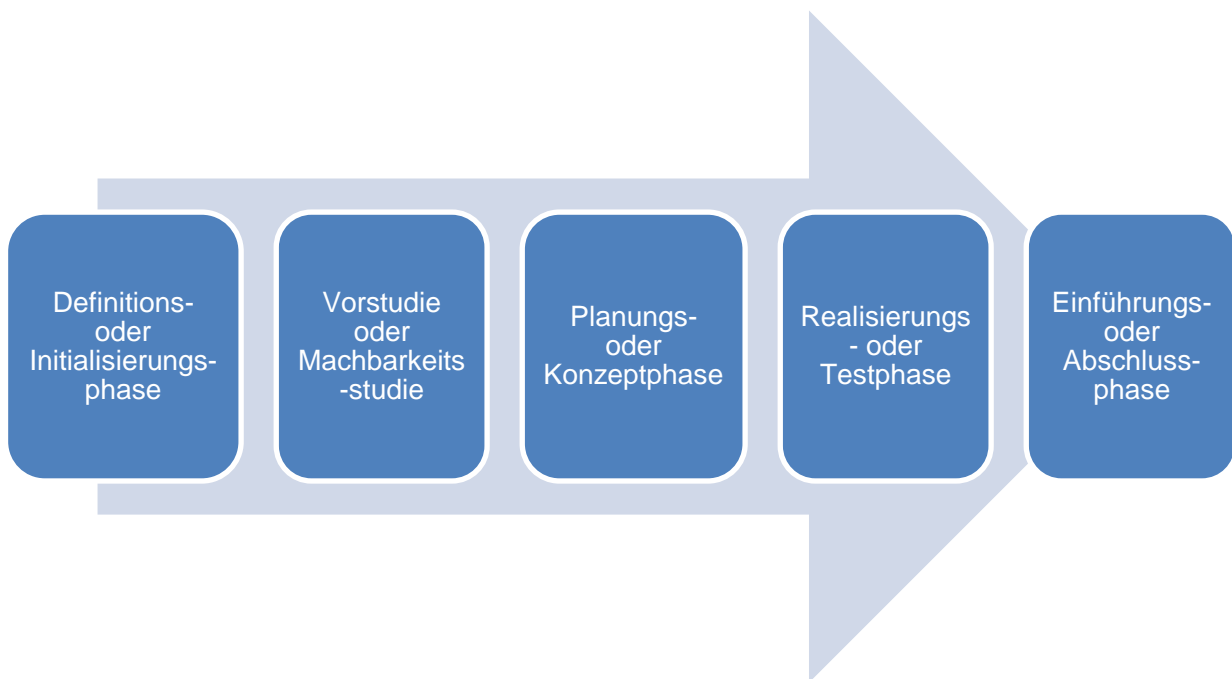 Definitions-
oder
Initialisierungs-
phase
Vorstudie
oder
Machbarkeits
-studie
Planungs-
oder
Konzeptphase
Realisierungs
- oder
Testphase
Einführungs-
oder
Abschluss-
phase